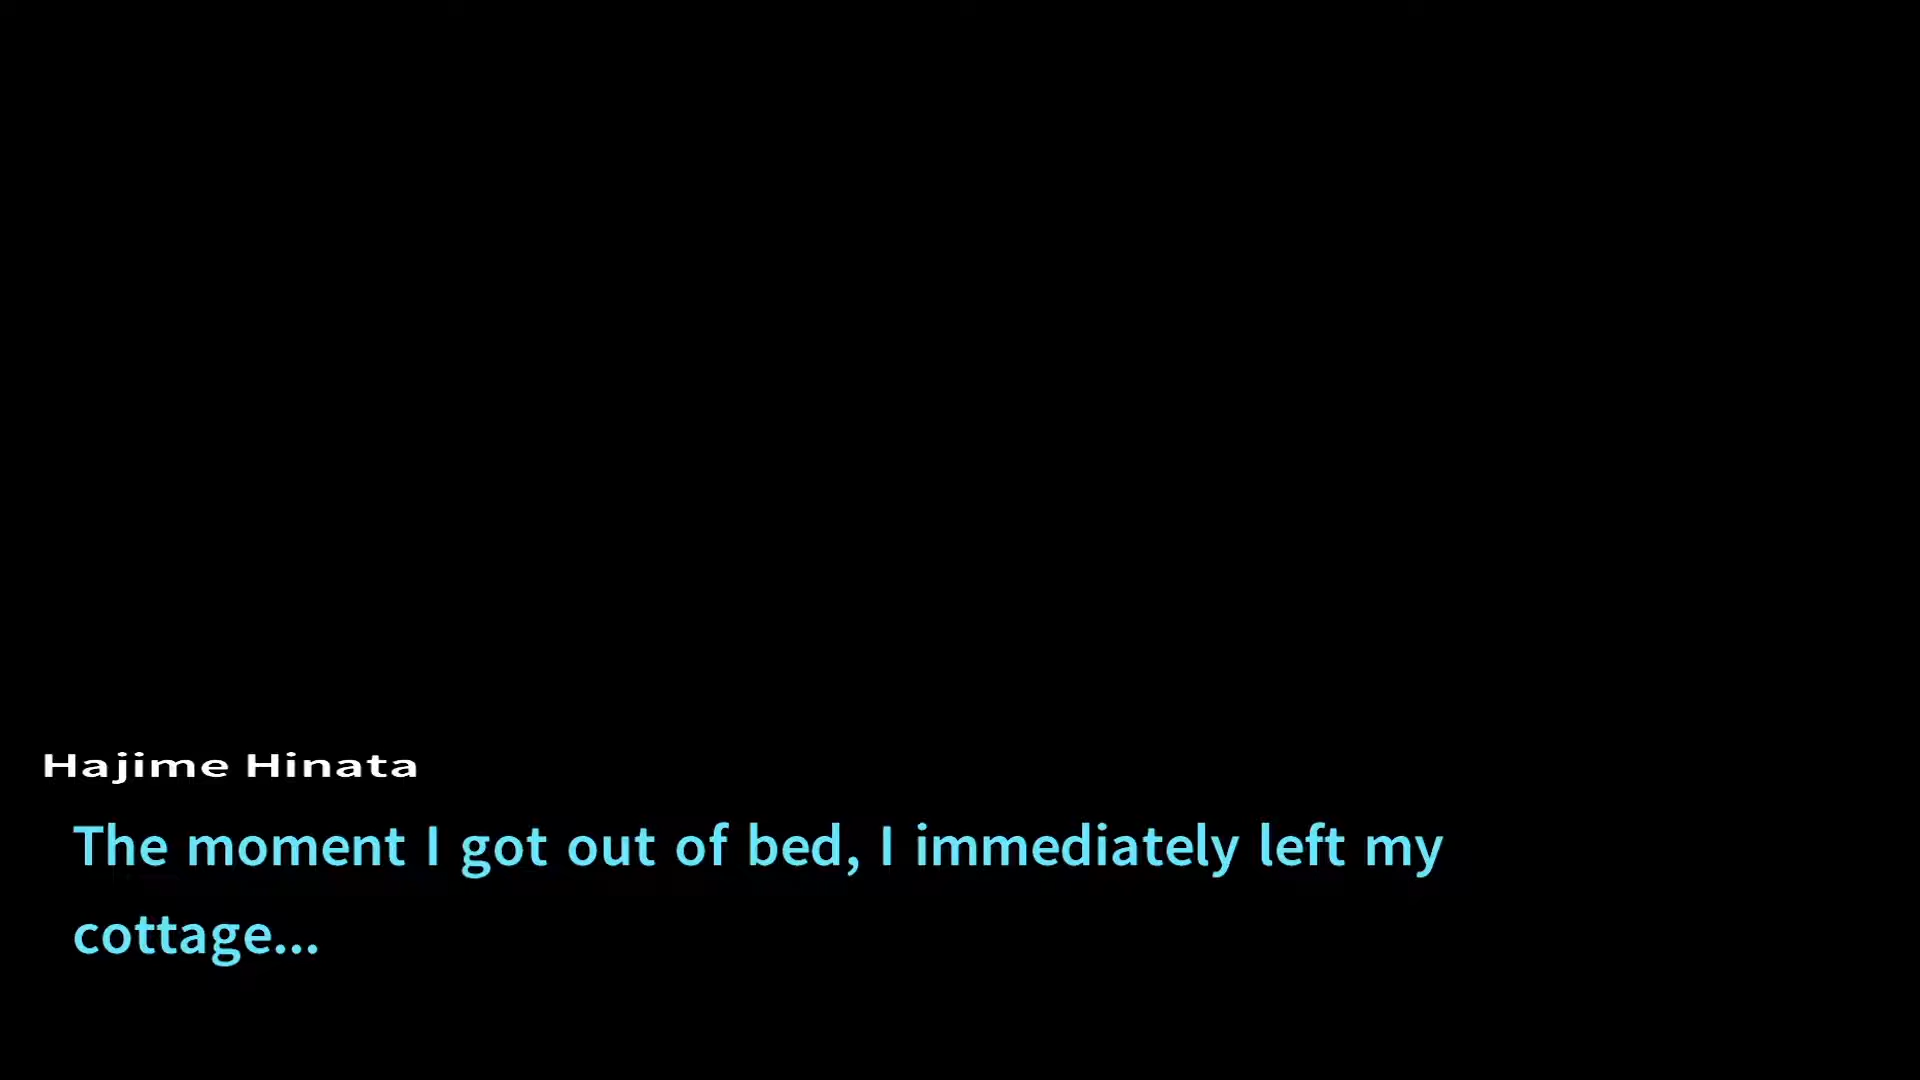 Hajime Hinata
The moment I got out of bed, I immediately left my
cottage...